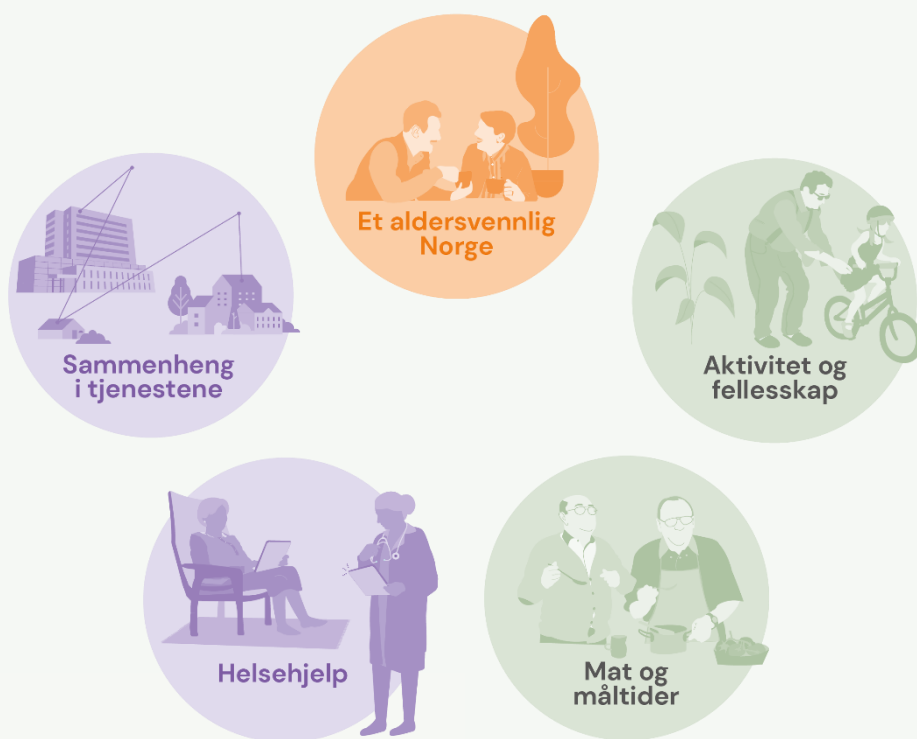 Et aldersvennlig
Norge
Sammenheng
i tjenestene
Aktivitet og
fellesskap
Helsehjelp
Mat og
måltider